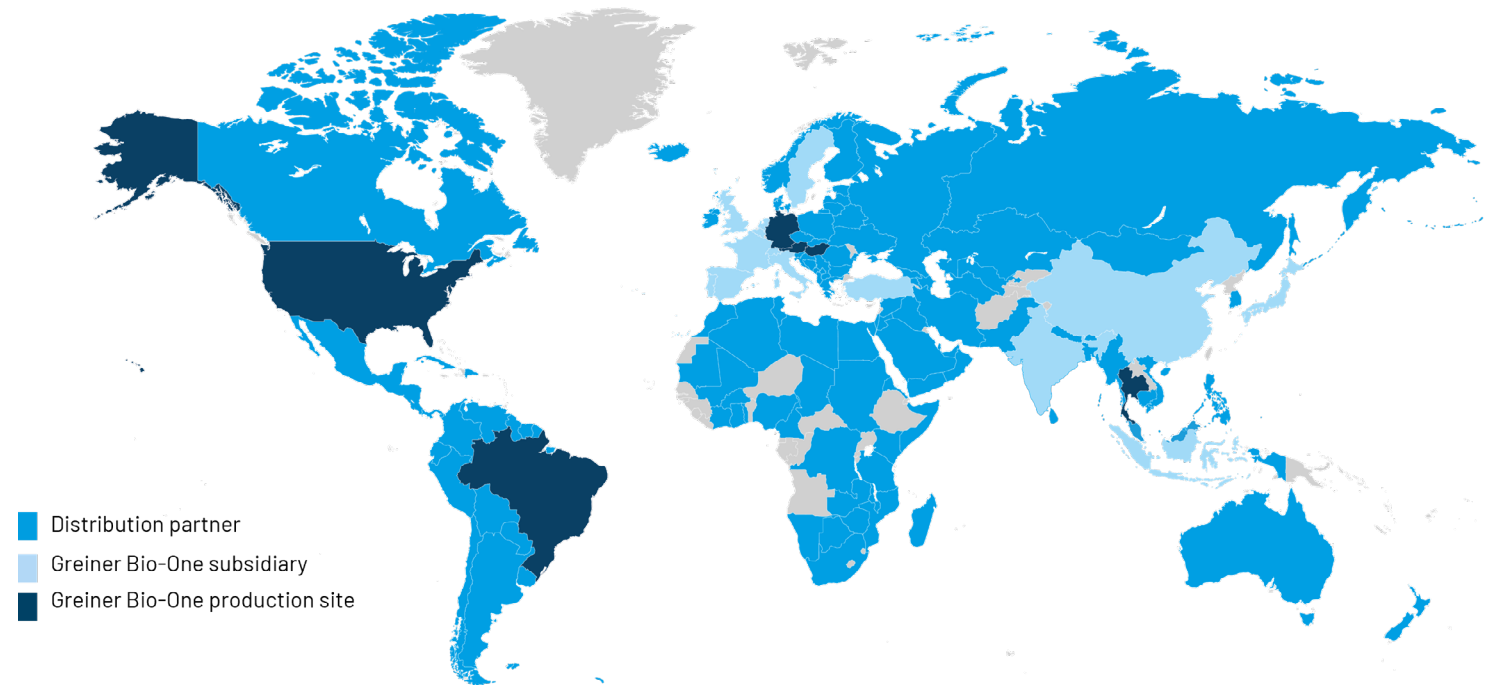 Distribution partner
Greiner Bio-One subsidiary
Greiner Bio-One production site